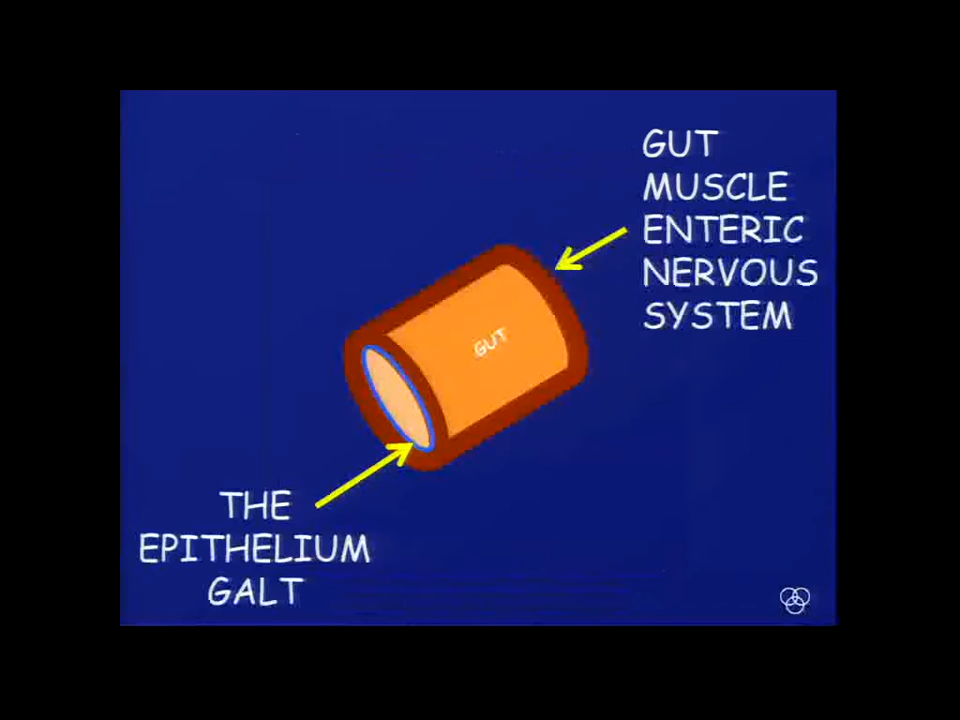 GUT
MUSCLE
ENTERIC
NERVOUS
SYSTEM
GUT
THE
EPITHELIUM
GALT